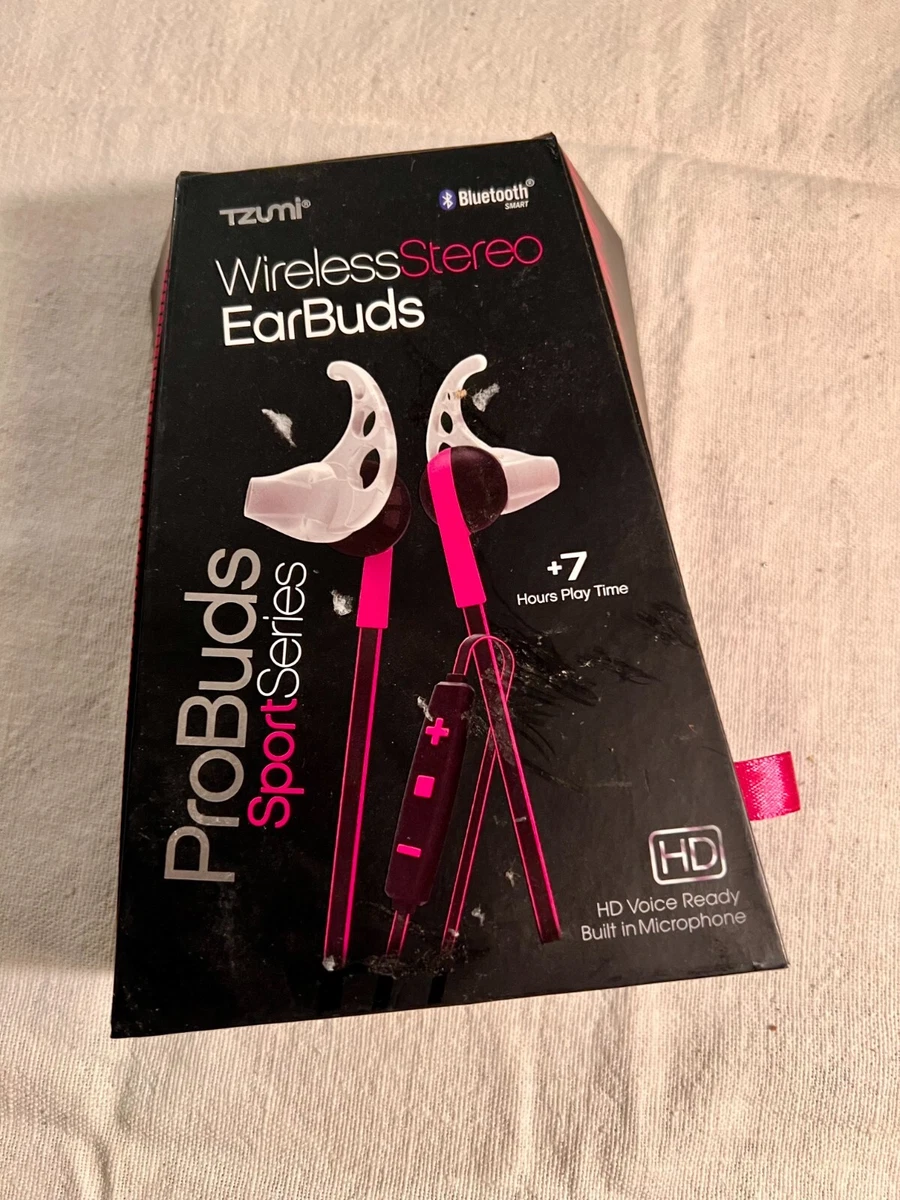 TZUMI®
Bluetooth®
SMART
WirelessStereo
EarBuds
ProBuds
SportSeries
+7
Hours Play Time
HD
HD Voice Ready
Built in Microphone